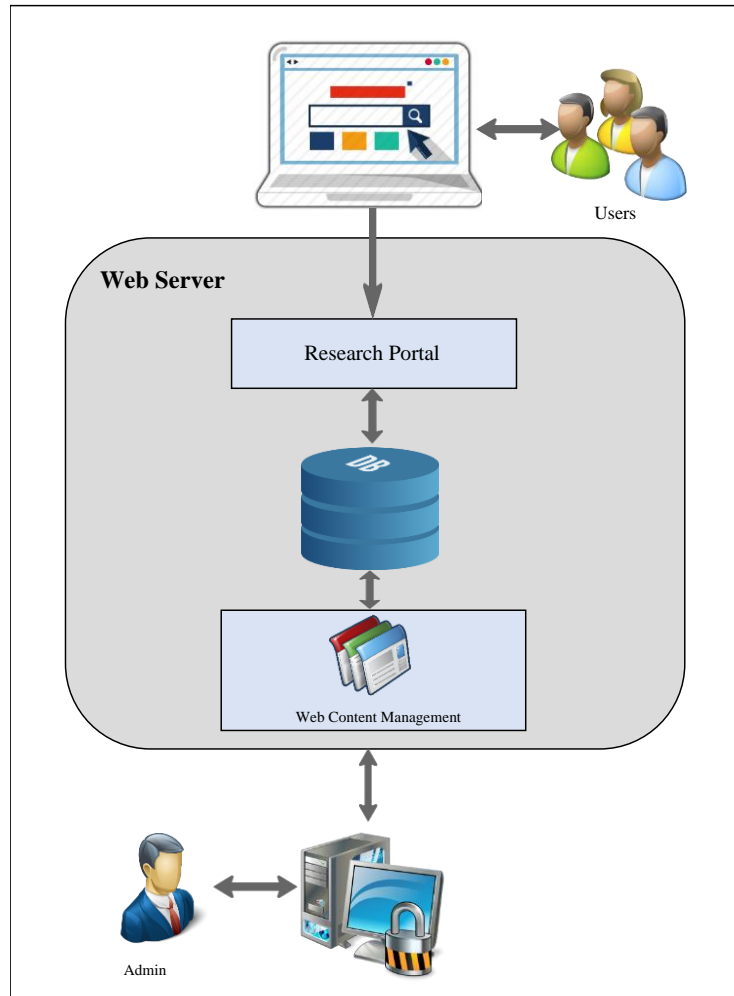 Users
Web Server
Research Portal
DB
Web Content Management
Admin